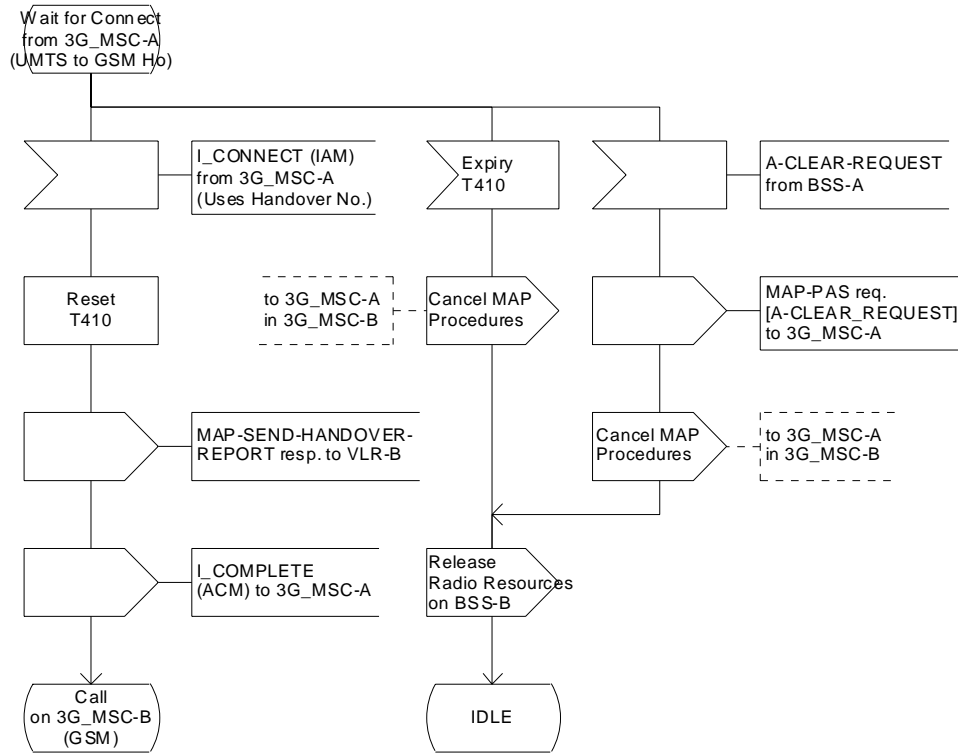 Wait for Connect
from 3G_MSC-A
(UMTS to GSM Ho)
I_CONNECT (IAM)
from 3G_MSC-A
(Uses Handover No.)
Expiry
T410
A-CLEAR-REQUEST
from BSS-A
Reset
T410
to 3G_MSC-A
in 3G_MSC-B
Cancel MAP
Procedures
MAP-PAS req.
[A-CLEAR_REQUEST]
to 3G_MSC-A
MAP-SEND-HANDOVER-
REPORT resp. to VLR-B
Cancel MAP
Procedures
to 3G_MSC-A
in 3G_MSC-B
I_COMPLETE
(ACM) to 3G_MSC-A
Release
Radio Resources
on BSS-B
Call
on 3G_MSC-B
(GSM)
IDLE